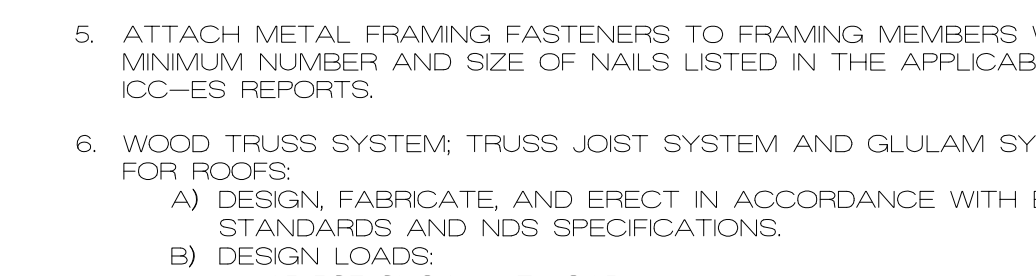 5. ATTACH METAL FRAMING FASTENERS TO FRAMING MEMBERS
MINIMUM NUMBER AND SIZE OF NAILS LISTED IN THE
ICC-ES REPORTS.
6. WOOD TRUSS SYSTEM; TRUSS JOIST SYSTEM AND GLULAM
FOR ROOFS:
A) DESIGN, FABRICATE, AND ERECT IN ACCORDANCE WITH
STANDARDS AND NDS SPECIFICATIONS.
B) DESIGN LOADS: